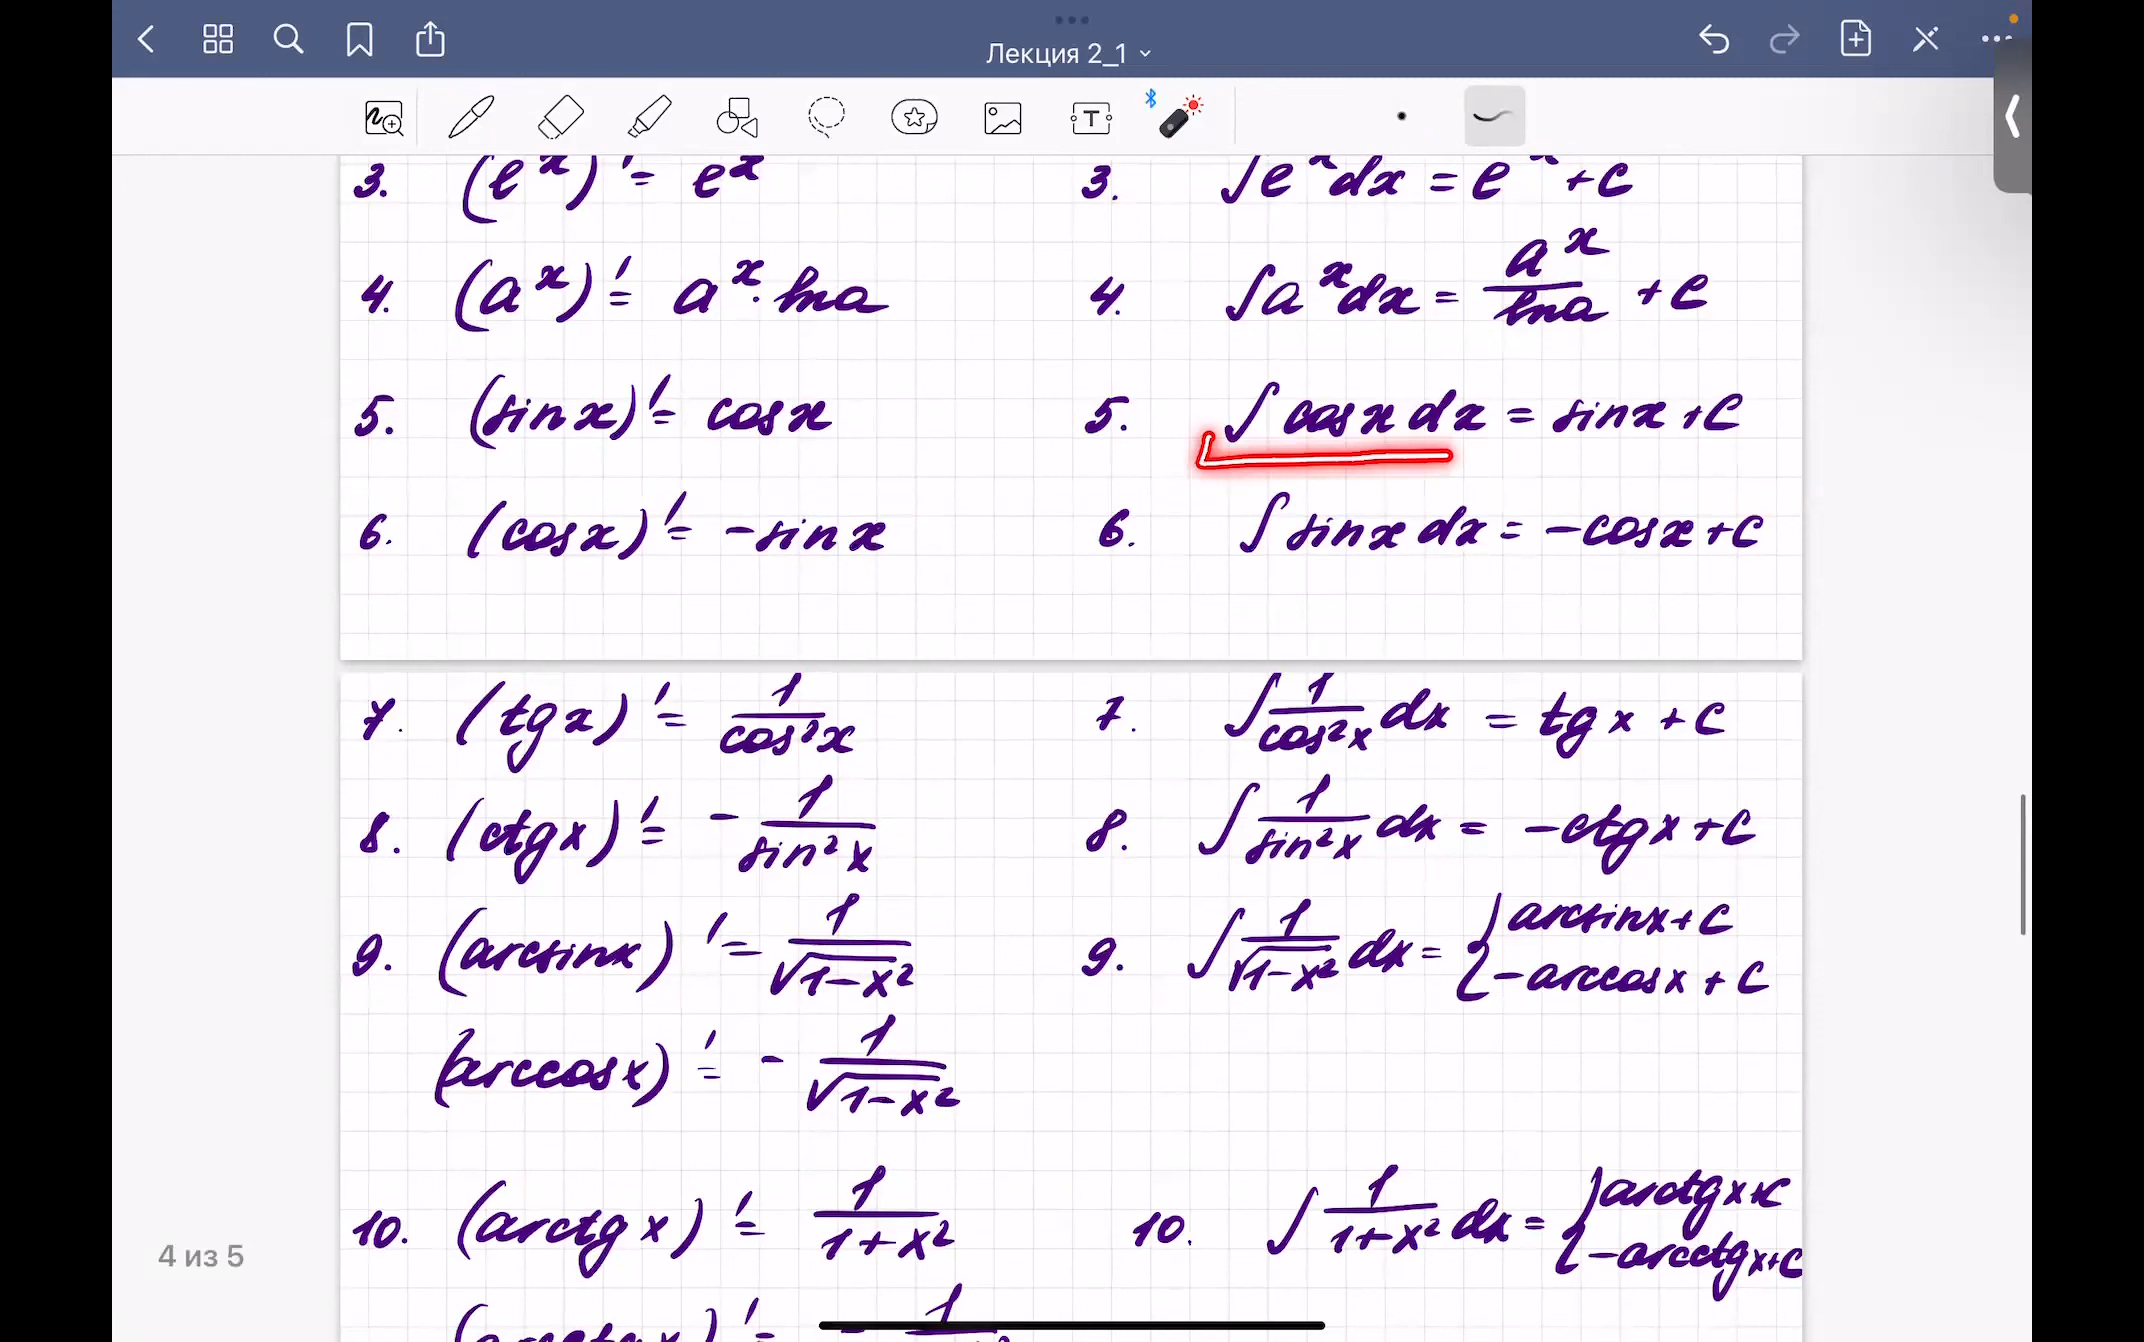 Лекция 2_1
3. (e^x)' = e^x 3. ∫e^x dx = e^x + C
4. (a^x)' = a^x · ln a 4. ∫a^x dx = a^x/ln a + C
5. (sin x)' = cos x 5. ∫ cos x dx = sin x + C
6. (cos x)' = -sin x 6. ∫ sin x dx = -cos x + C
7. (tg x)' = 1/cos²x 7. ∫ 1/cos²x dx = tg x + C
8. (ctg x)' = - 1/sin²x 8. ∫ 1/sin²x dx = -ctg x + C
9. (arcsin x)' = 1/√(1-x²) 9. ∫ 1/√(1-x²) dx = { arcsin x + C
-arccos x + C
(arccos x)' = - 1/√(1-x²)
10. (arctg x)' = 1/(1+x²) 10. ∫ 1/(1+x²) dx = { arctg x + C
-arcctg x + C
4 из 5